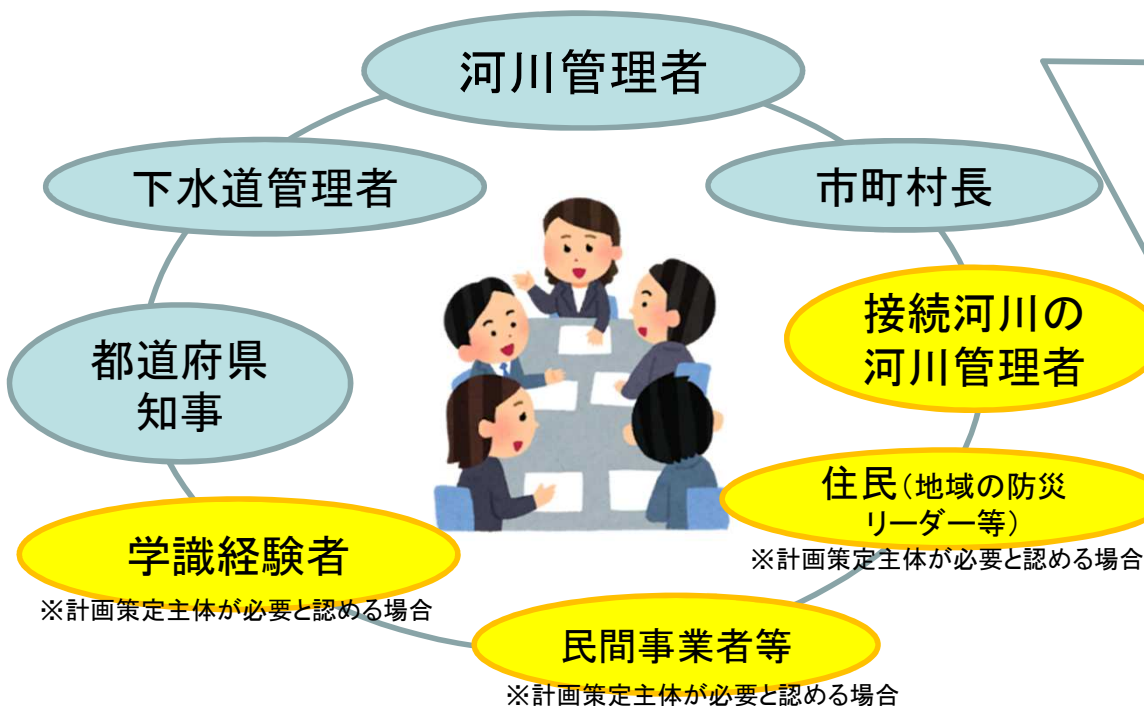 河川管理者
下水道管理者
市町村長
都道府県
知事
接続河川の
河川管理者
住民(地域の防災
リーダー等)
※計画策定主体が必要と認める場合
学識経験者
※計画策定主体が必要と認める場合
民間事業者等
※計画策定主体が必要と認める場合